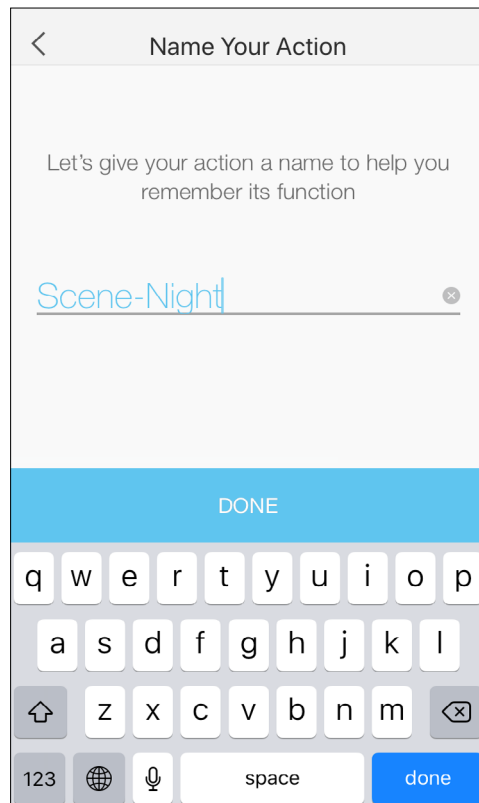 Name Your Action
Let's give your action a name to help you
remember its function
Scene-Night
DONE
q w e r t y u i o p
a s d f g h j k l
z x c v b n m
123 space done